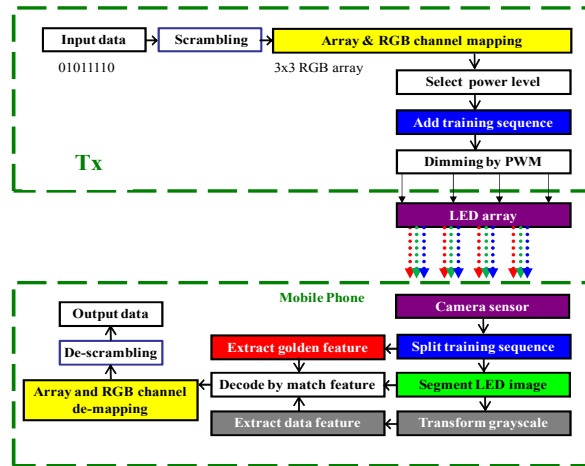 Input data
Scrambling
Array & RGB channel mapping
01011110
3x3 RGB array
Select power level
Add training sequence
Tx
Dimming by PWM
LED array
Mobile Phone
Camera sensor
Output data
Extract golden feature
Split training sequence
De-scrambling
Decode by match feature
Segment LED image
Array and RGB channel
de-mapping
Extract data feature
Transform grayscale